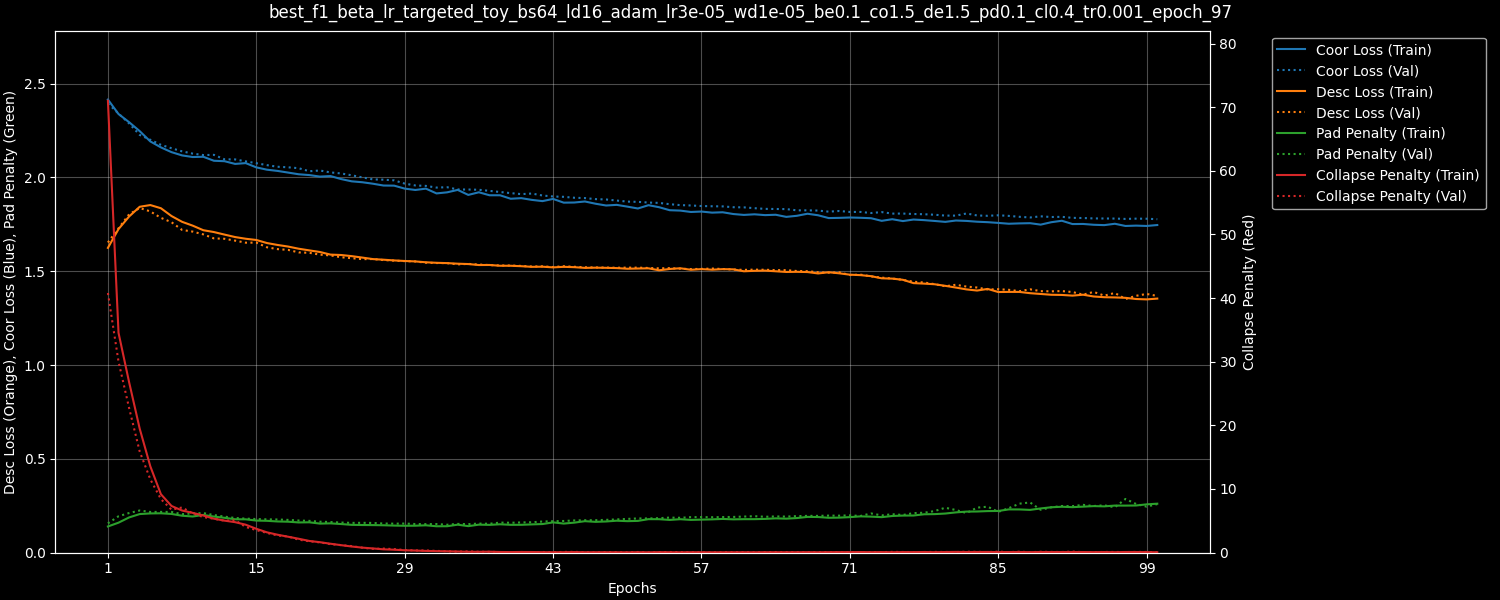 best_f1_beta_lr_targeted_toy_bs64_ld16_adam_lr3e-05_wd1e-05_be0.1_co1.5_de1.5_pd0.1_cl0.4_tr0.001_epoch_97
Desc Loss (Orange), Coor Loss (Blue), Pad Penalty (Green)
2.5
2.0
1.5
1.0
0.5
0.0
1
15
29
43
57
71
85
99
Epochs
80
70
60
50
40
30
20
10
0
Collapse Penalty (Red)
Coor Loss (Train)
Coor Loss (Val)
Desc Loss (Train)
Desc Loss (Val)
Pad Penalty (Train)
Pad Penalty (Val)
Collapse Penalty (Train)
Collapse Penalty (Val)